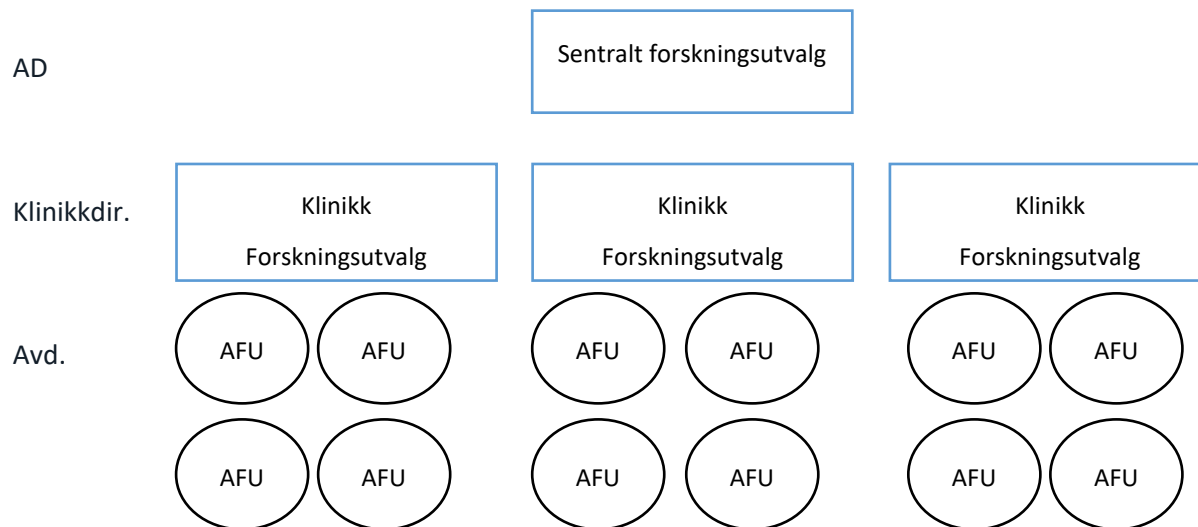 Sentralt forskningsutvalg
AD
Klinikk Klinikk Klinikk
Klinikkdir.
Forskningsutvalg Forskningsutvalg Forskningsutvalg
AFU AFU AFU AFU AFU AFU
Avd.
AFU AFU AFU AFU AFU AFU